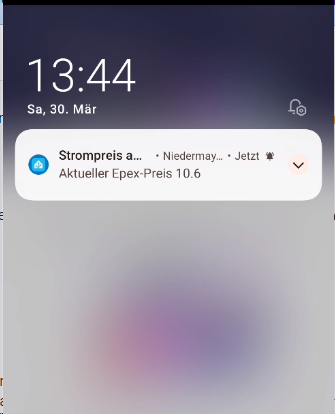 13:44
Sa, 30. Mär
Strompreis a... • Niedermay... • Jetzt
Aktueller Epex-Preis 10.6